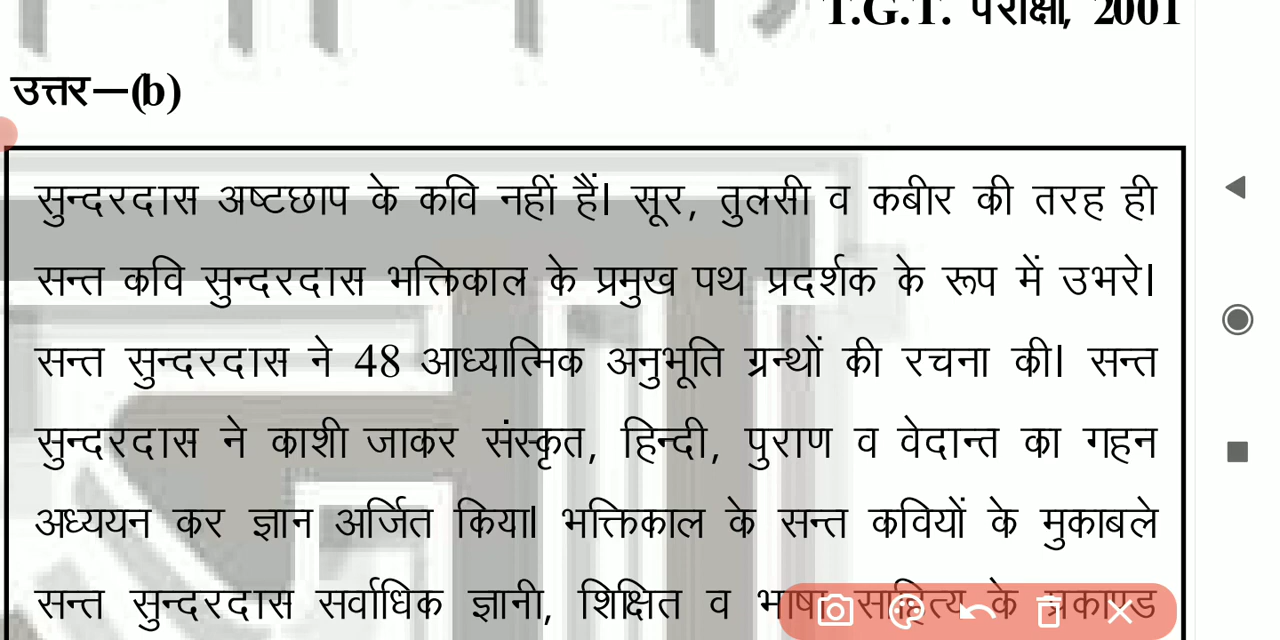 T.G.T. परीक्षा, 2001
उत्तर—(b)
सुन्दरदास अष्टछाप के कवि नहीं हैं। सूर, तुलसी व कबीर की तरह ही
सन्त कवि सुन्दरदास भक्तिकाल के प्रमुख पथ प्रदर्शक के रूप में उभरे।
सन्त सुन्दरदास ने 48 आध्यात्मिक अनुभूति ग्रन्थों की रचना की। सन्त
सुन्दरदास ने काशी जाकर संस्कृत, हिन्दी, पुराण व वेदान्त का गहन
अध्ययन कर ज्ञान अर्जित किया। भक्तिकाल के सन्त कवियों के मुकाबले
सन्त सुन्दरदास सर्वाधिक ज्ञानी, शिक्षित व भाषा साहित्य के प्रकाण्ड